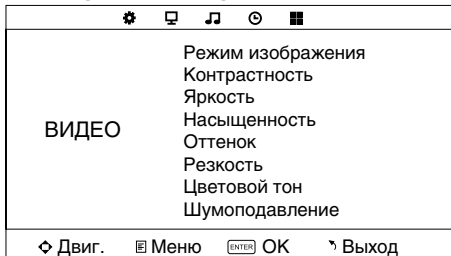 Режим изображения
Контрастность
Яркость
Насыщенность
ВИДЕО
Оттенок
Резкость
Цветовой тон
Шумоподавление
Двиг. Меню ENTER OK Выход